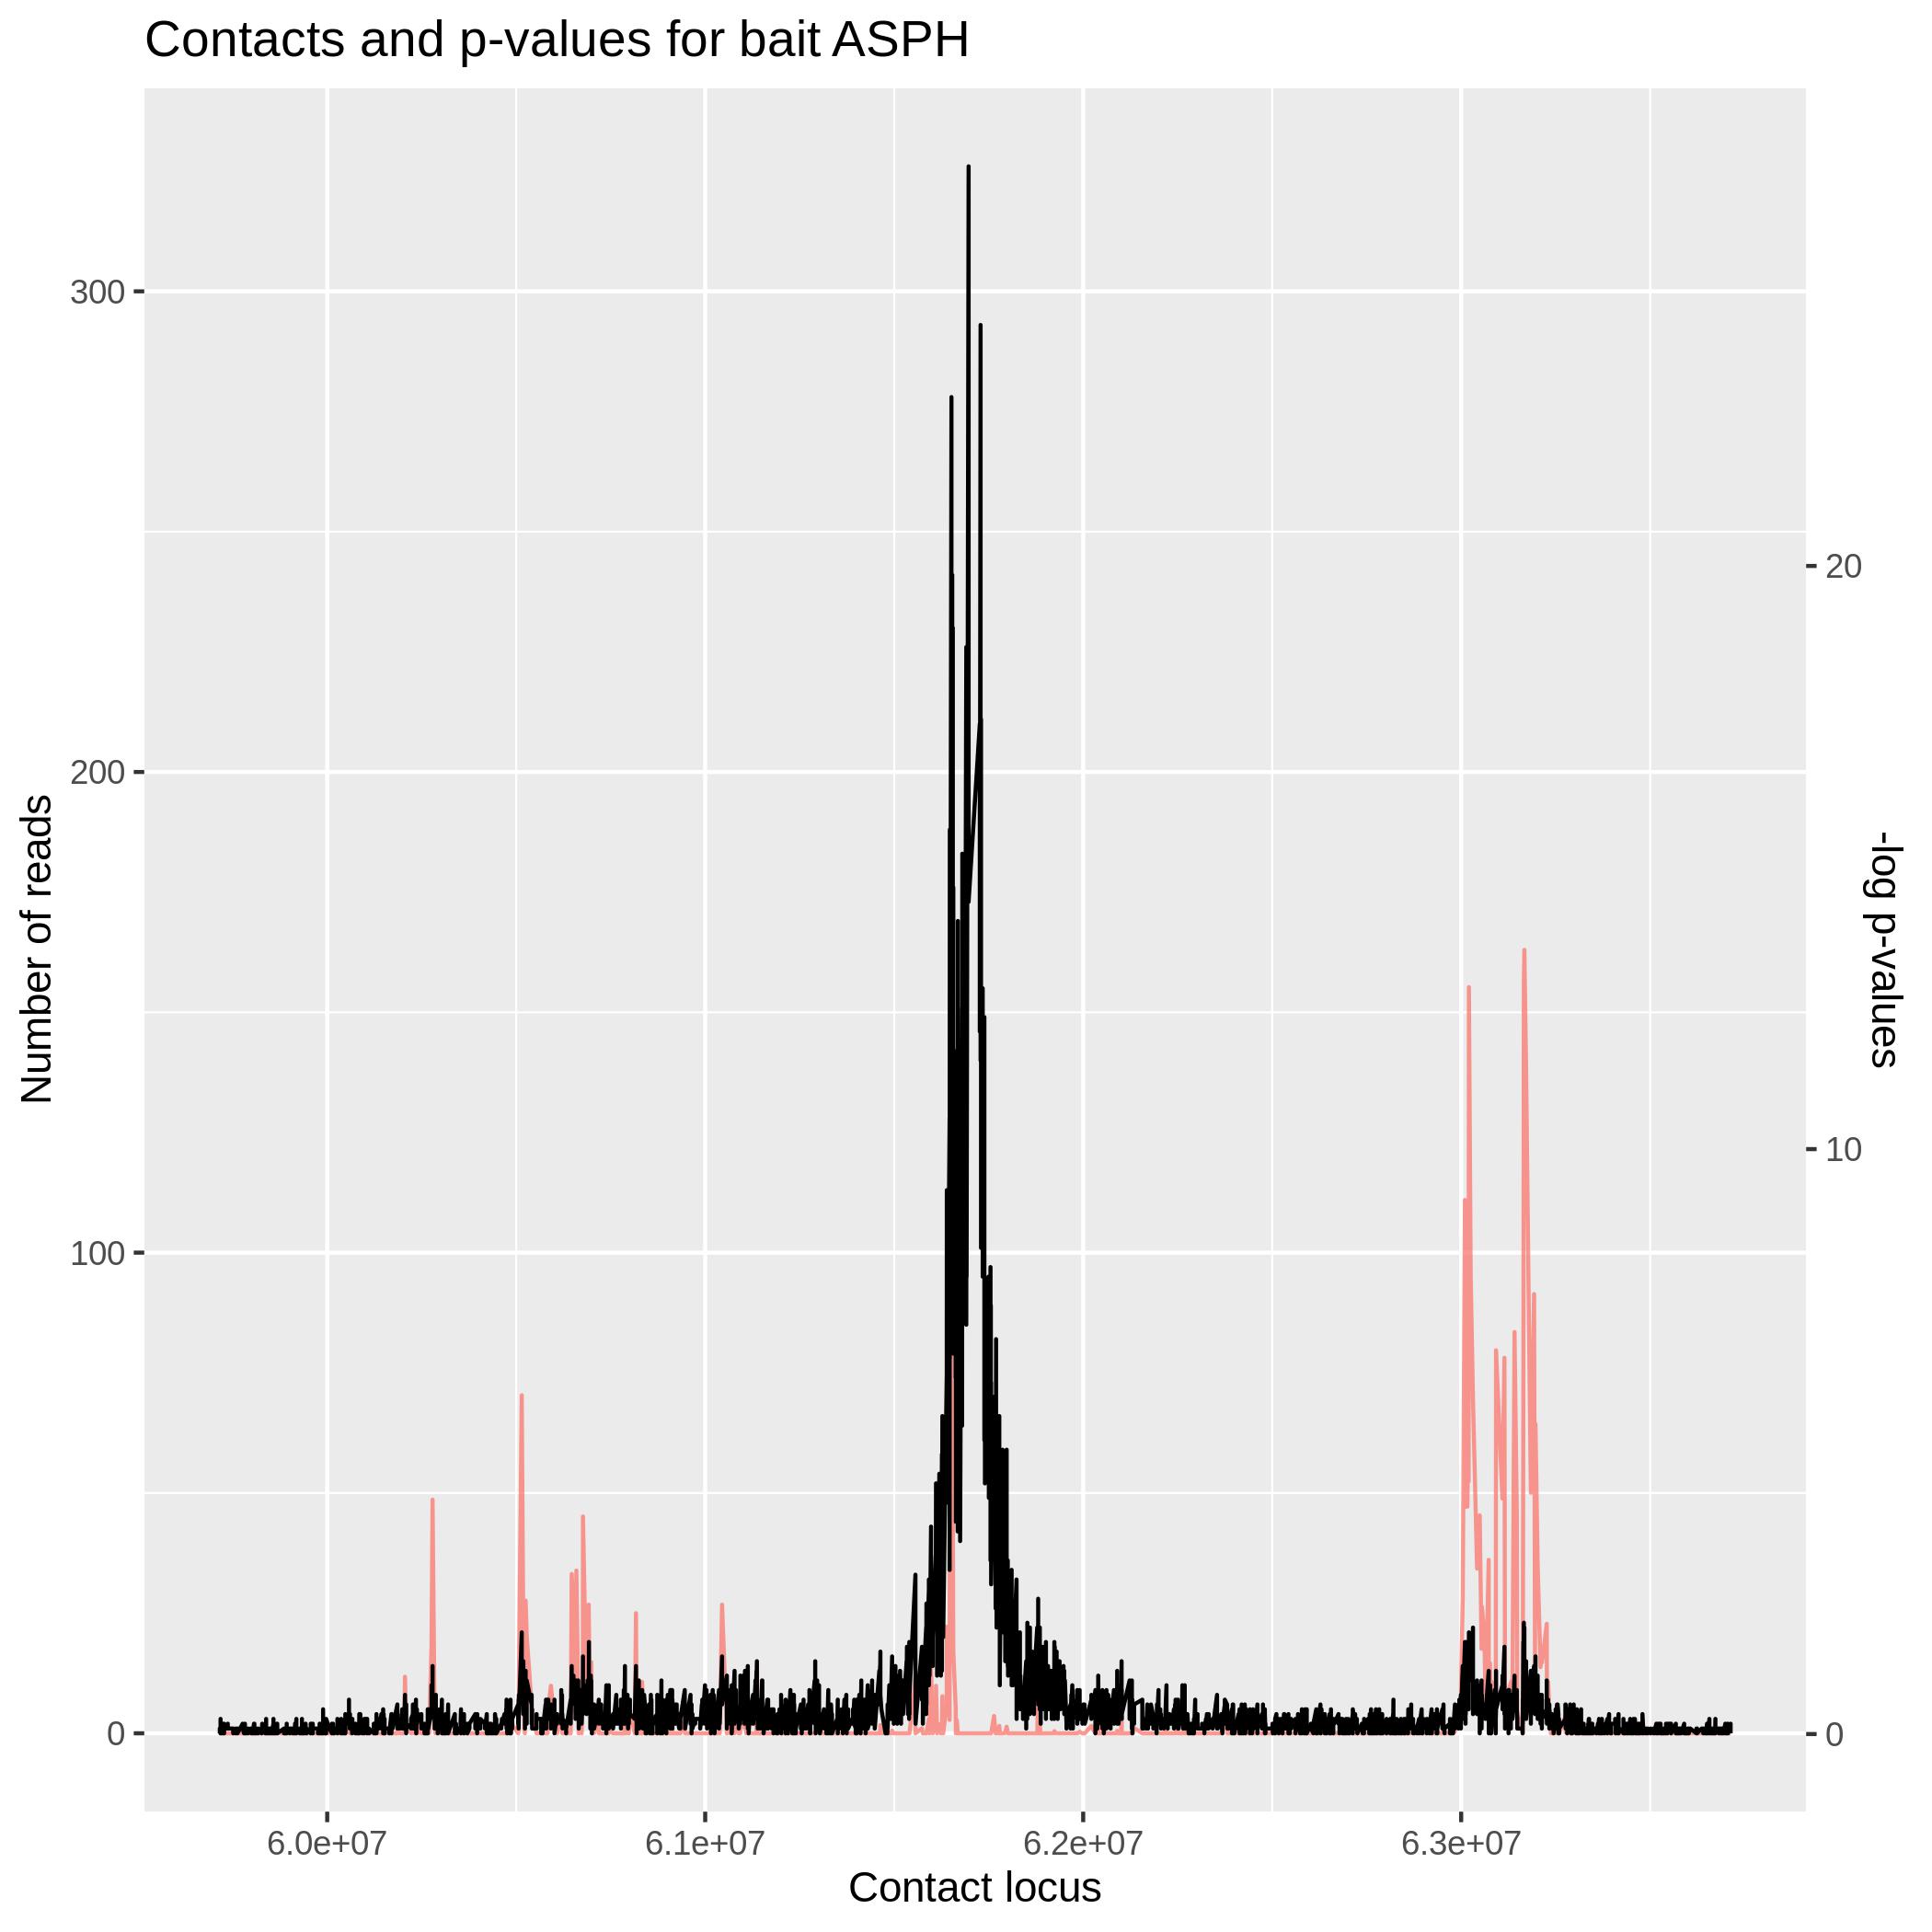 Contacts and p-values for bait ASPH
300
200
100
0
Number of reads
20
10
0
-log p-values
6.0e+07
6.1e+07
6.2e+07
6.3e+07
Contact locus